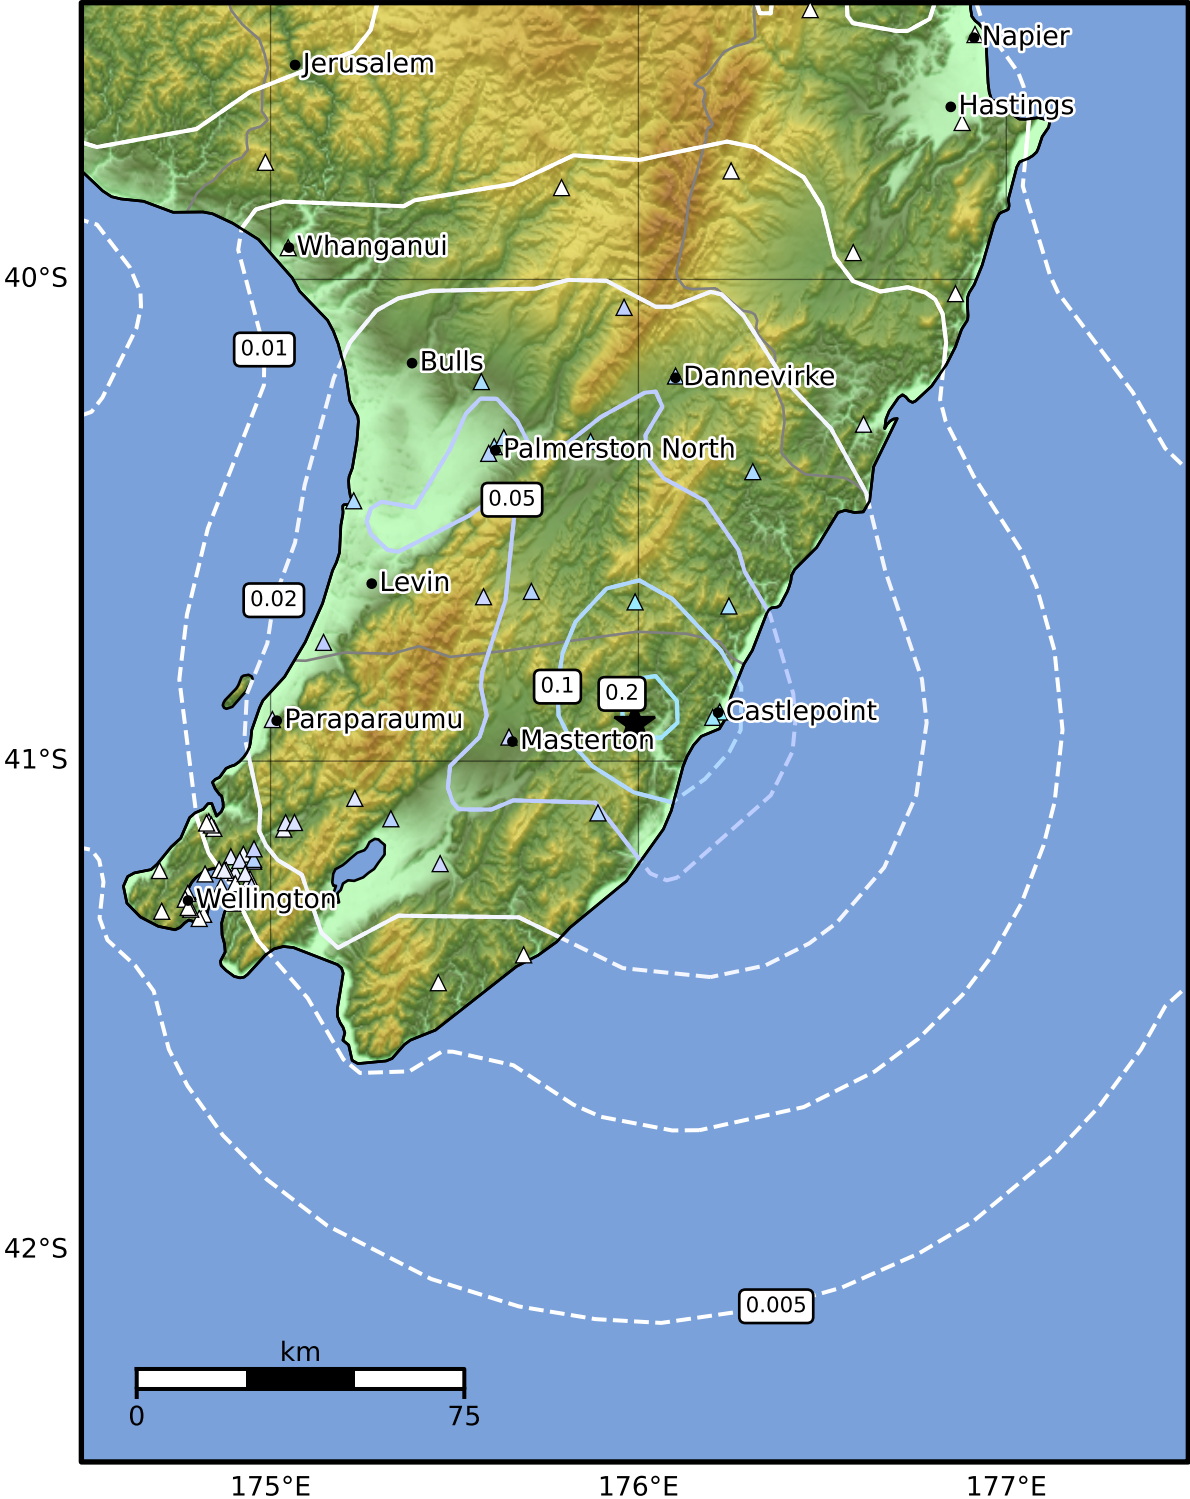 Napier
Jerusalem
Hastings
Whanganui
40°S
0.01
Bulls
Dannevirke
Palmerston North
0.05
Levin
0.02
0.1
0.2
Castlepoint
Paraparaumu
Masterton
41°S
Wellington
42°S
0.005
km
0
75
175°E
176°E
177°E